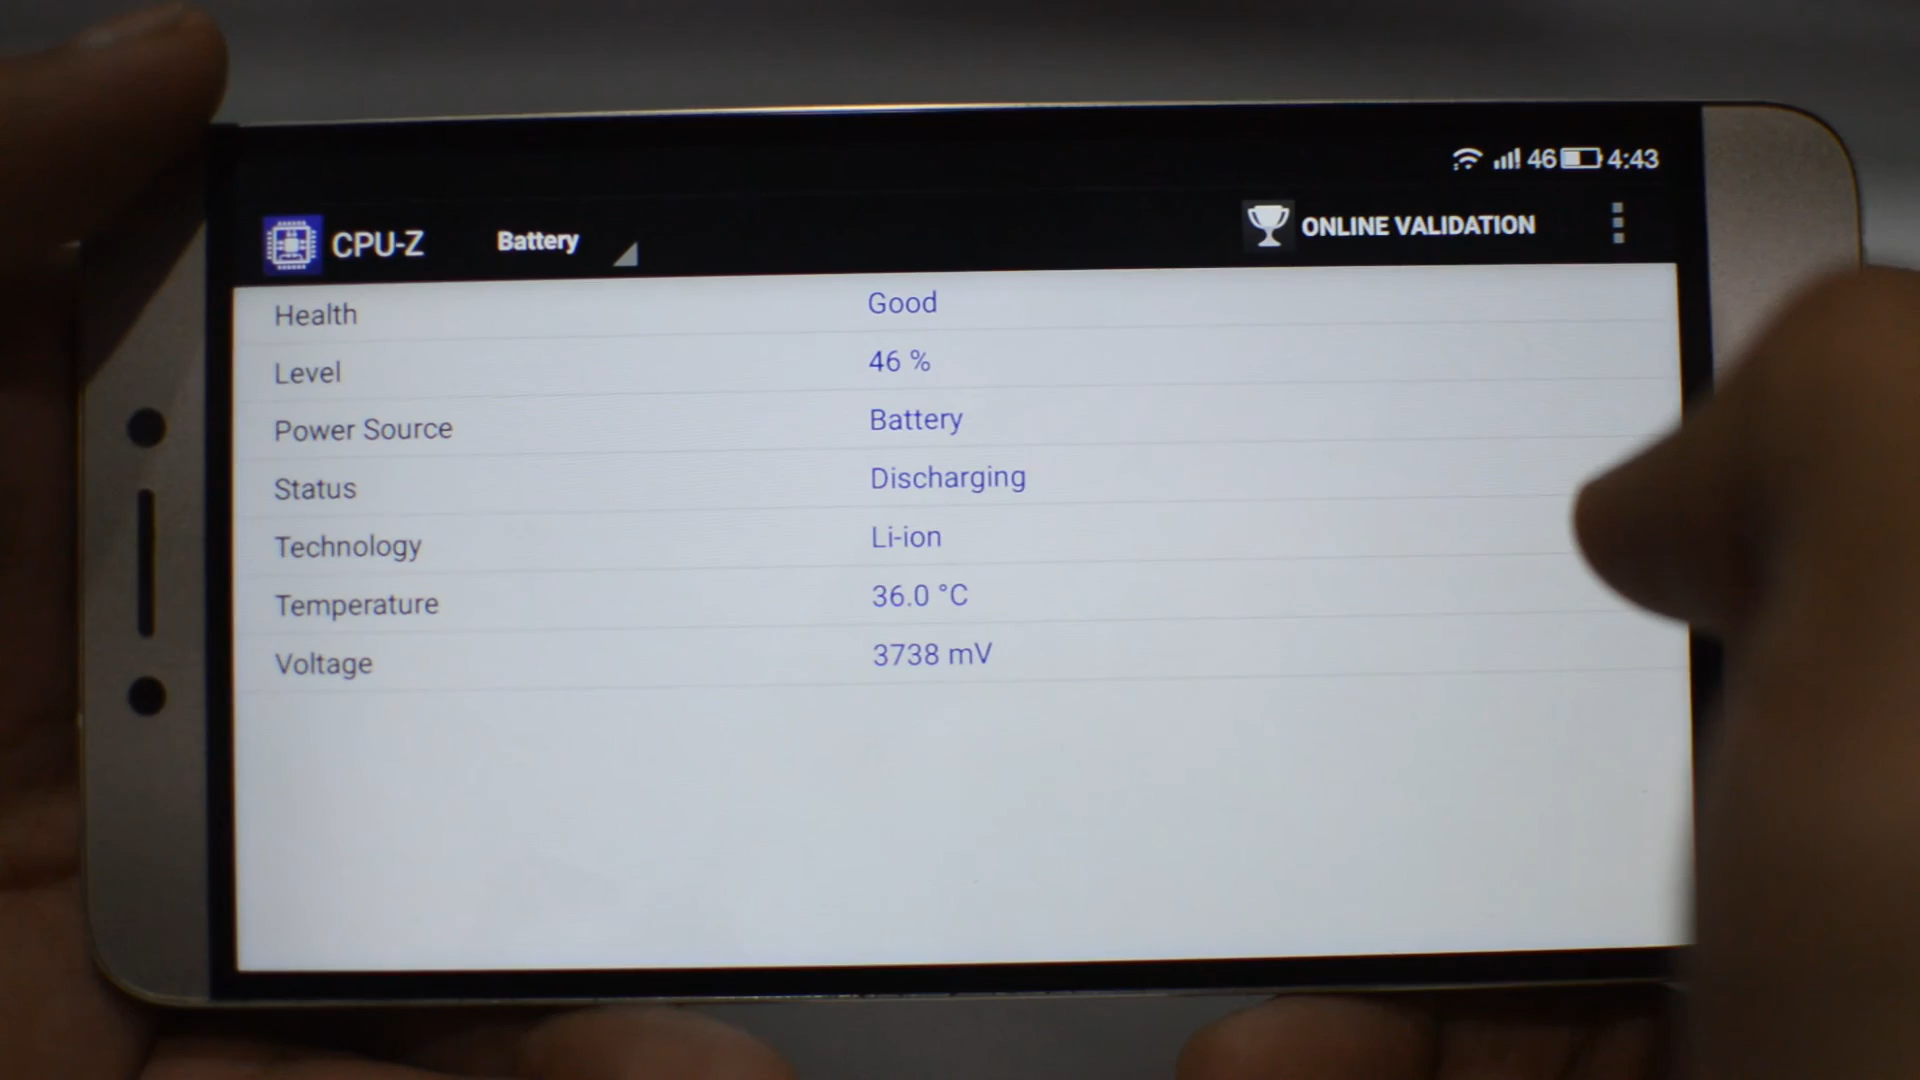 46 4:43
CPU-Z Battery ONLINE VALIDATION
Health Good
Level 46 %
Power Source Battery
Status Discharging
Technology Li-ion
Temperature 36.0 °C
Voltage 3738 mV